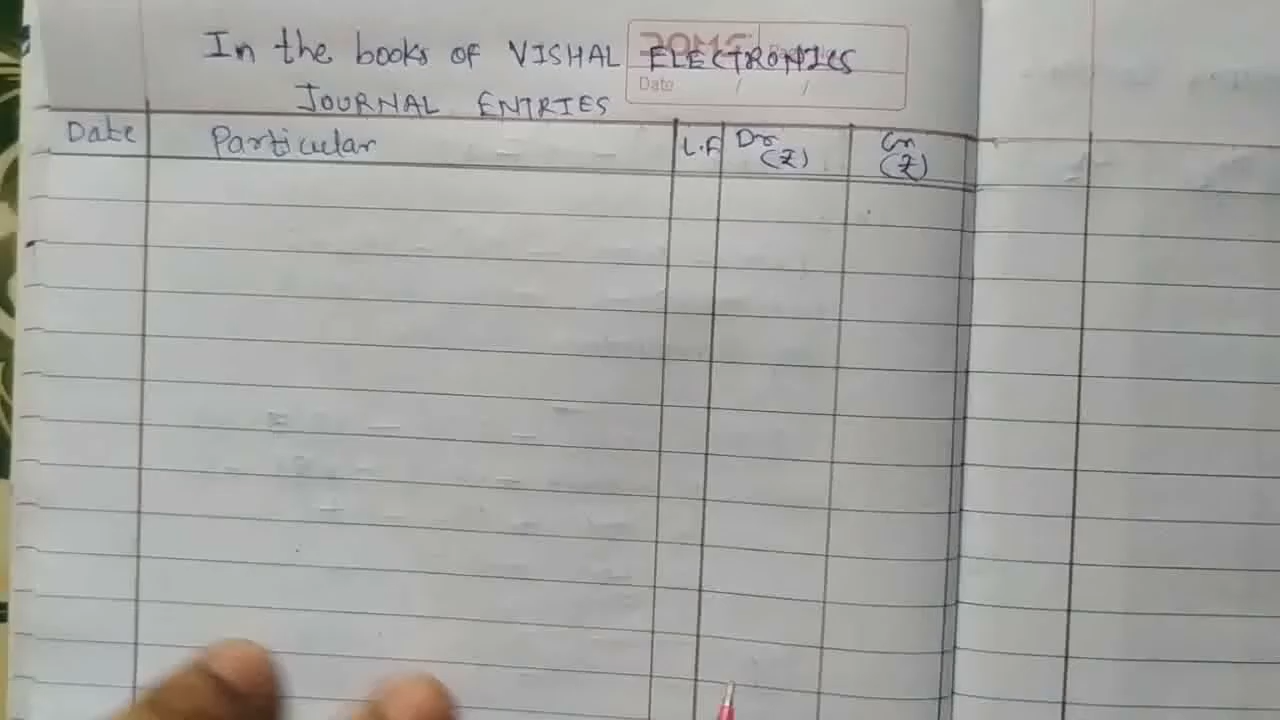 In the books of VISHAL ELECTRONICS
Date / /
JOURNAL ENTRIES
Date Particular L.F Dr (₹) Cr (₹)